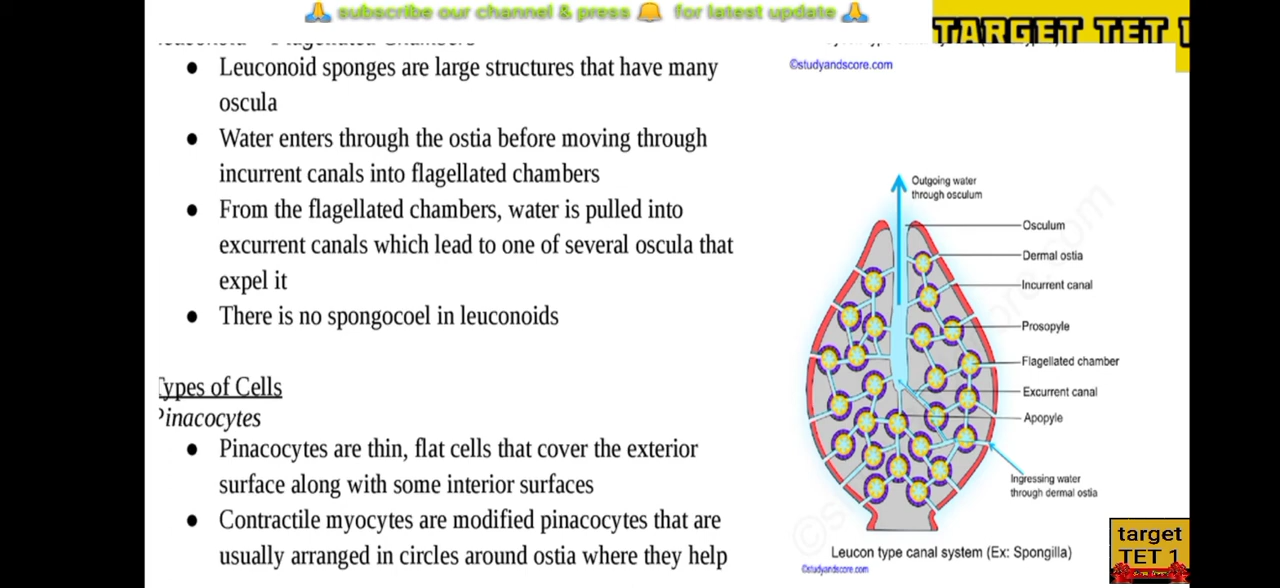 subscribe our channel & press for latest update
TARGET TET 1
Flagellated Chambers
©studyandscore.com
Leuconoid sponges are large structures that have many
oscula
Water enters through the ostia before moving through
incurrent canals into flagellated chambers
From the flagellated chambers, water is pulled into
excurrent canals which lead to one of several oscula that
expel it
There is no spongocoel in leuconoids
Types of Cells
Pinacocytes
Pinacocytes are thin, flat cells that cover the exterior
surface along with some interior surfaces
Contractile myocytes are modified pinacocytes that are
usually arranged in circles around ostia where they help
Outgoing water
through osculum
Osculum
Dermal ostia
Incurrent canal
Prosopyle
Flagellated chamber
Excurrent canal
Apopyle
Ingressing water
through dermal ostia
Leucon type canal system (Ex: Spongilla)
©studyandscore.com
target
TET 1